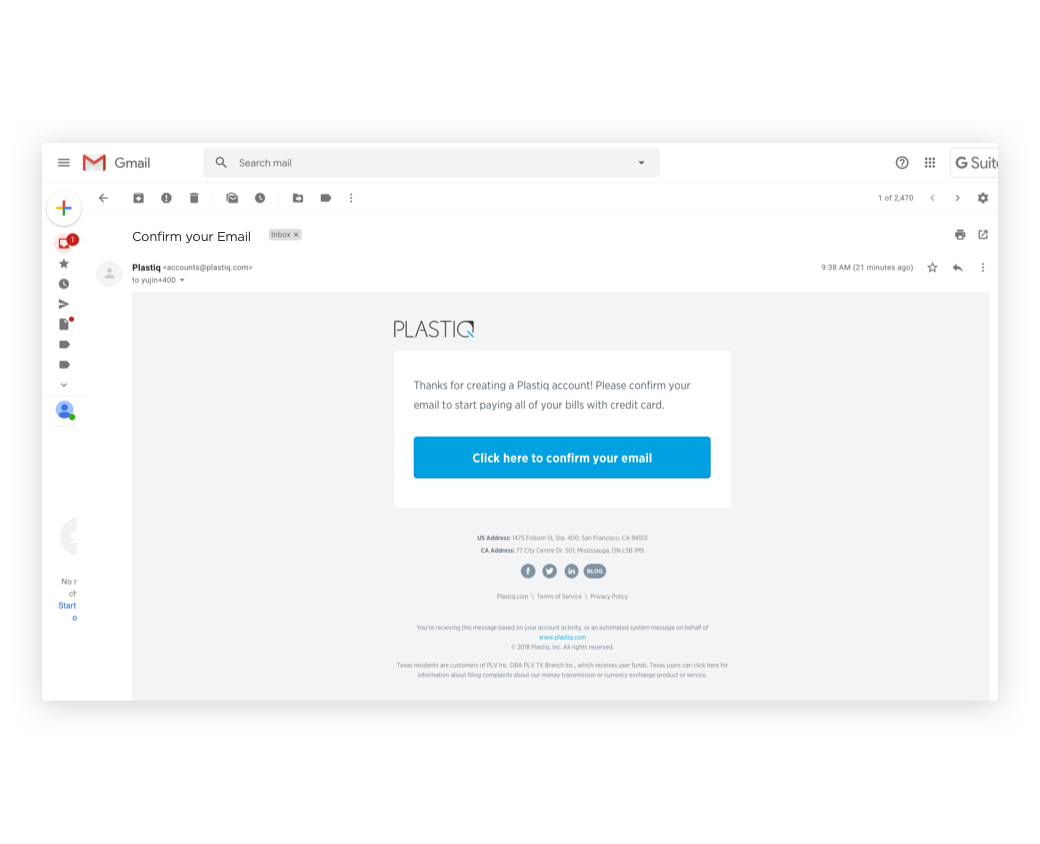 Gmail
Search mail
G Suit
1 of 2,470
Confirm your Email
Inbox ×
1
Plastiq <accounts@plastiq.com>
9:38 AM (21 minutes ago)
to yujin+400
PLASTIQ
Thanks for creating a Plastiq account! Please confirm your
email to start paying all of your bills with credit card.
Click here to confirm your email
US Address: 1475 Folsom St, Ste. 400, San Francisco, CA 94103
CA Address: 77 City Centre Dr. 501, Mississauga, ON L5B 1M5
f in BLOG
No r
ch
Start
o
Plastiq.com \ Terms of Service \ Privacy Policy
You're receiving this message based on your account activity, or an automated system message on behalf of
www.plastiq.com
© 2018 Plastiq, Inc. All rights reserved.
Texas residents are customers of PLV Inc. DBA PLV TX Branch Inc., which receives user funds. Texas users can click here for
information about filing complaints about our money transmission or currency exchange product or service.